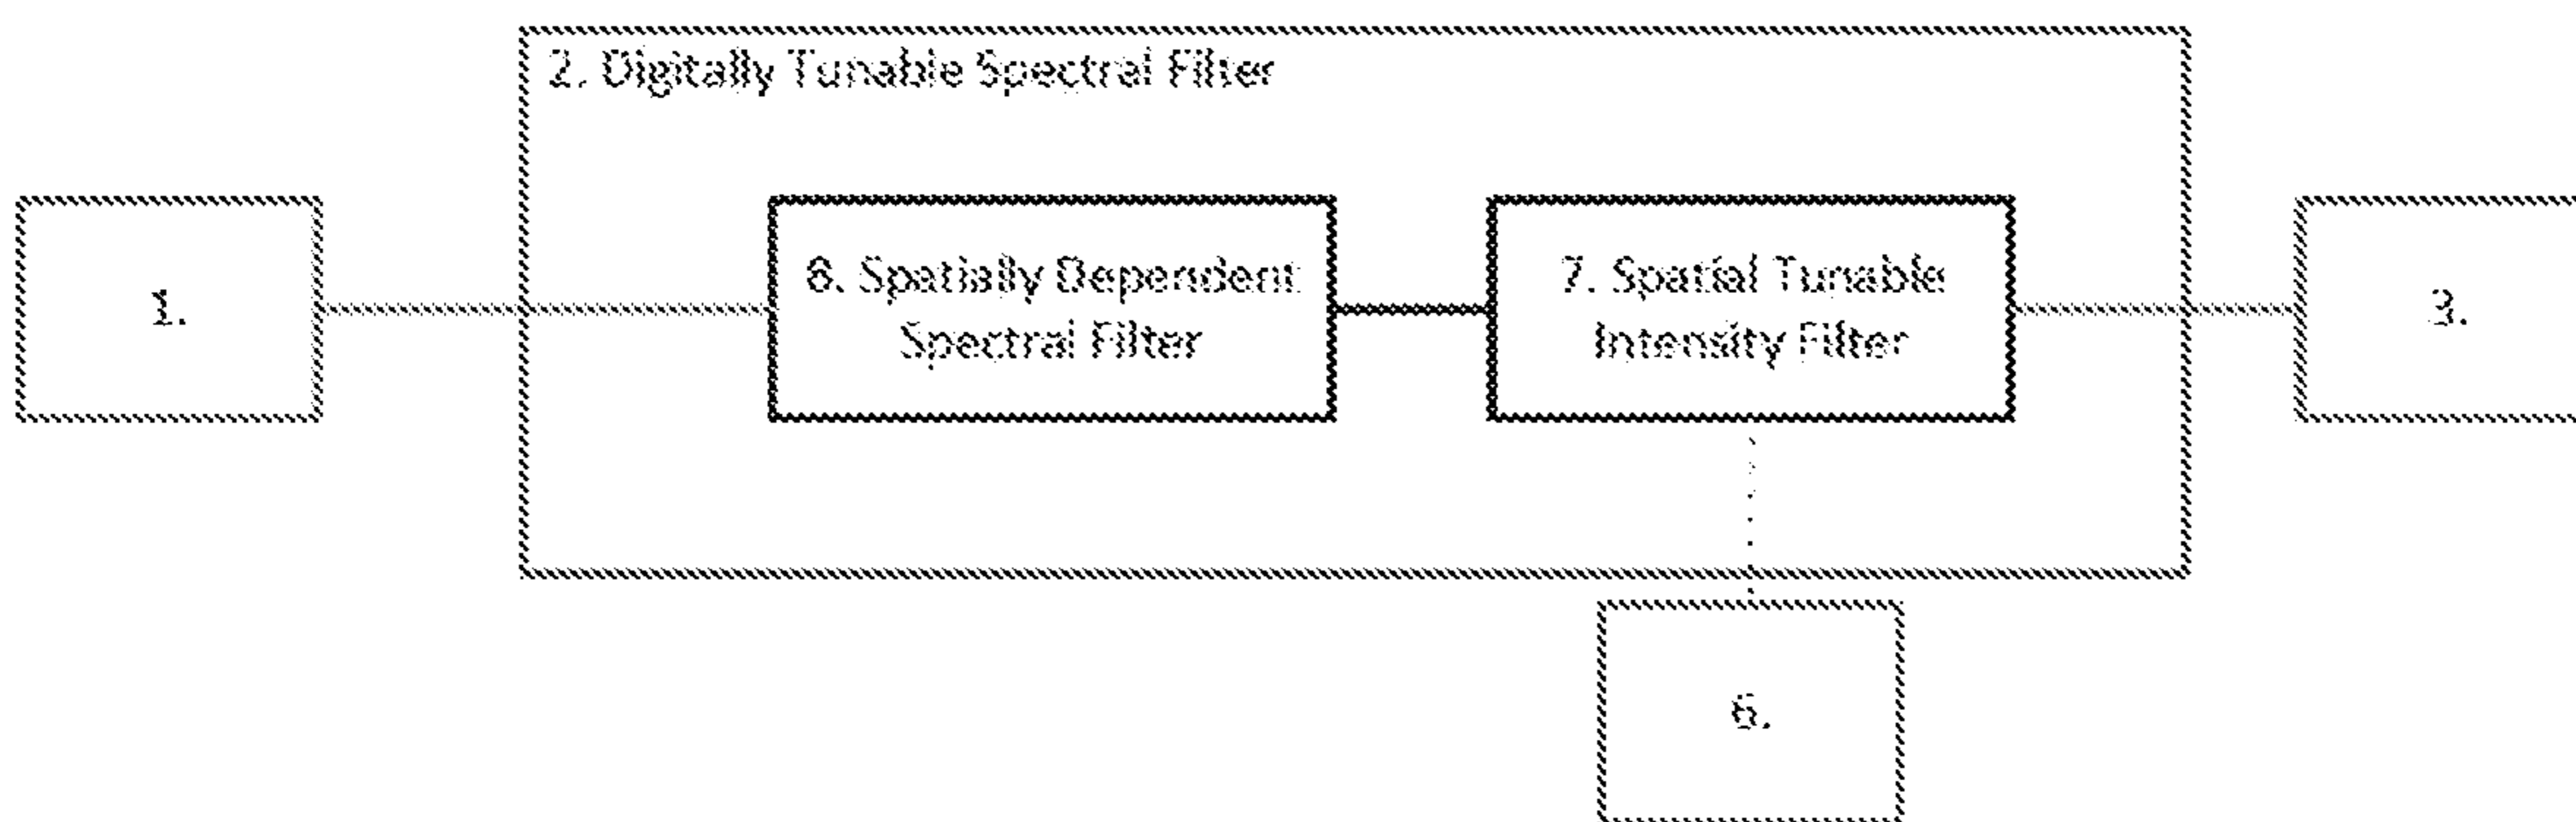 2. Digitally Tunable Spectral Filter
1.
8. Spatially Dependent
Spectral Filter
7. Spatial Tunable
Intensity Filter
3.
6.